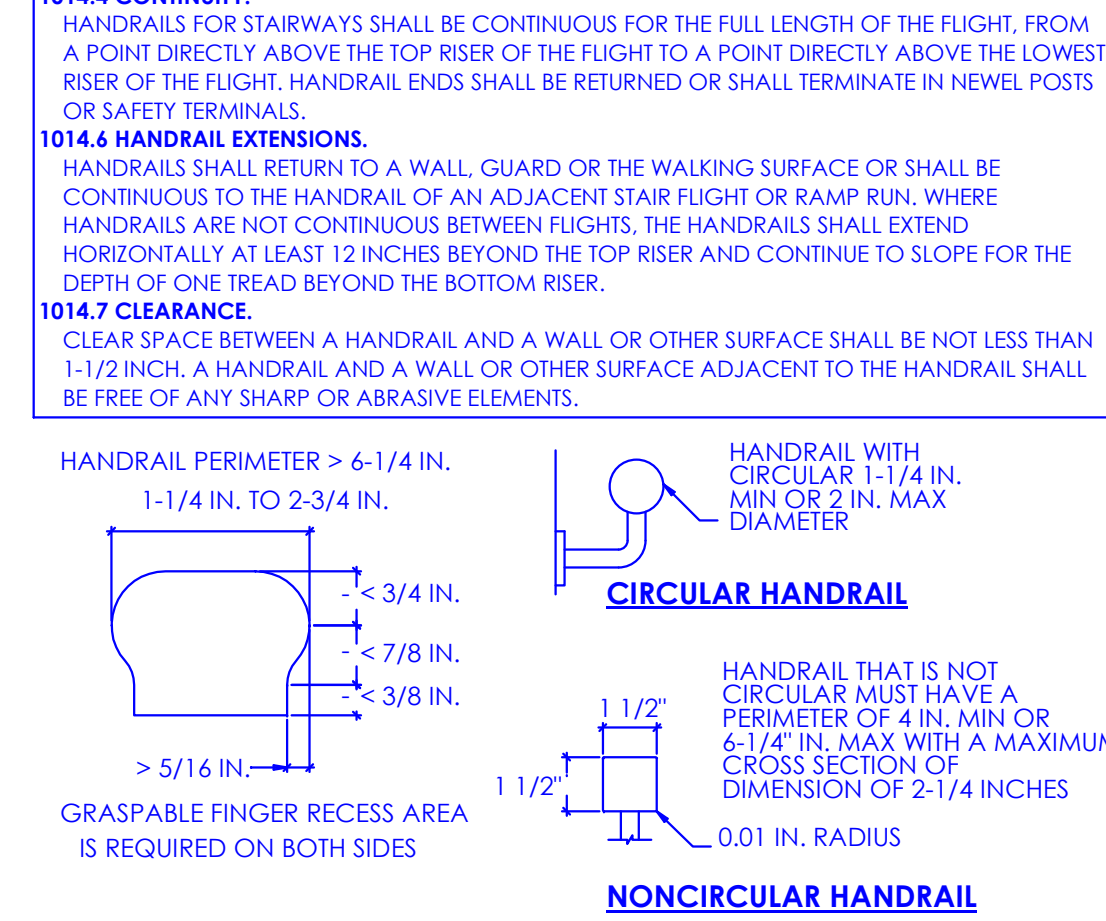 1014.4 CONTINUITY.
HANDRAILS FOR STAIRWAYS SHALL BE CONTINUOUS FOR THE FULL LENGTH OF THE FLIGHT, FROM
A POINT DIRECTLY ABOVE THE TOP RISER OF THE FLIGHT TO A POINT DIRECTLY ABOVE THE LOWEST
RISER OF THE FLIGHT. HANDRAIL ENDS SHALL BE RETURNED OR SHALL TERMINATE IN NEWEL POSTS
OR SAFETY TERMINALS.
1014.6 HANDRAIL EXTENSIONS.
HANDRAILS SHALL RETURN TO A WALL, GUARD OR THE WALKING SURFACE OR SHALL BE
CONTINUOUS TO THE HANDRAIL OF AN ADJACENT STAIR FLIGHT OR RAMP RUN. WHERE
HANDRAILS ARE NOT CONTINUOUS BETWEEN FLIGHTS, THE HANDRAILS SHALL EXTEND
HORIZONTALLY AT LEAST 12 INCHES BEYOND THE TOP RISER AND CONTINUE TO SLOPE FOR THE
DEPTH OF ONE TREAD BEYOND THE BOTTOM RISER.
1014.7 CLEARANCE.
CLEAR SPACE BETWEEN A HANDRAIL AND A WALL OR OTHER SURFACE SHALL BE NOT LESS THAN
1-1/2 INCH. A HANDRAIL AND A WALL OR OTHER SURFACE ADJACENT TO THE HANDRAIL SHALL
BE FREE OF ANY SHARP OR ABRASIVE ELEMENTS.
HANDRAIL PERIMETER > 6-1/4 IN.
1-1/4 IN. TO 2-3/4 IN.
- < 3/4 IN.
- < 7/8 IN.
- < 3/8 IN.
> 5/16 IN.
GRASPABLE FINGER RECESS AREA
IS REQUIRED ON BOTH SIDES
HANDRAIL WITH
CIRCULAR 1-1/4 IN.
MIN OR 2 IN. MAX
DIAMETER
CIRCULAR HANDRAIL
HANDRAIL THAT IS NOT
CIRCULAR MUST HAVE A
PERIMETER OF 4 IN. MIN OR
6-1/4" IN. MAX WITH A MAXIMUM
CROSS SECTION OF
DIMENSION OF 2-1/4 INCHES
1 1/2"
1 1/2"
0.01 IN. RADIUS
NONCIRCULAR HANDRAIL